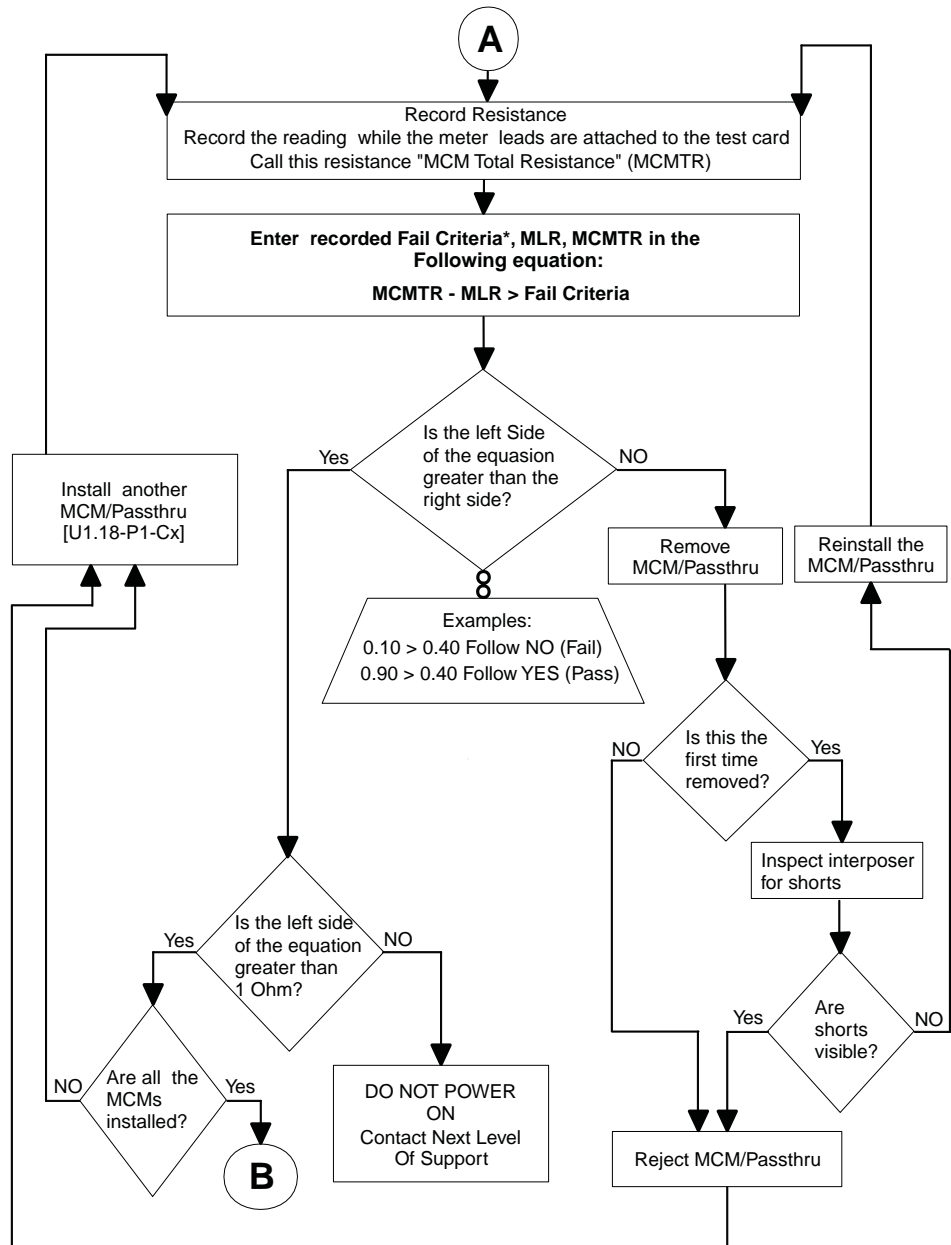 A
Record Resistance
Record the reading while the meter leads are attached to the test card
Call this resistance "MCM Total Resistance" (MCMTR)
Enter recorded Fail Criteria*, MLR, MCMTR in the
Following equation:
MCMTR - MLR > Fail Criteria
Is the left Side
of the equasion
greater than the
right side?
Yes
NO
Install another
MCM/Passthru
[U1.18-P1-Cx]
Remove
MCM/Passthru
Reinstall the
MCM/Passthru
Examples:
0.10 > 0.40 Follow NO (Fail)
0.90 > 0.40 Follow YES (Pass)
Is this the
first time
removed?
NO
Yes
Inspect interposer
for shorts
Is the left side
of the equation
greater than
1 Ohm?
Yes
NO
Are
shorts
visible?
Yes
NO
Are all the
MCMs
installed?
NO
Yes
B
DO NOT POWER
ON
Contact Next Level
Of Support
Reject MCM/Passthru